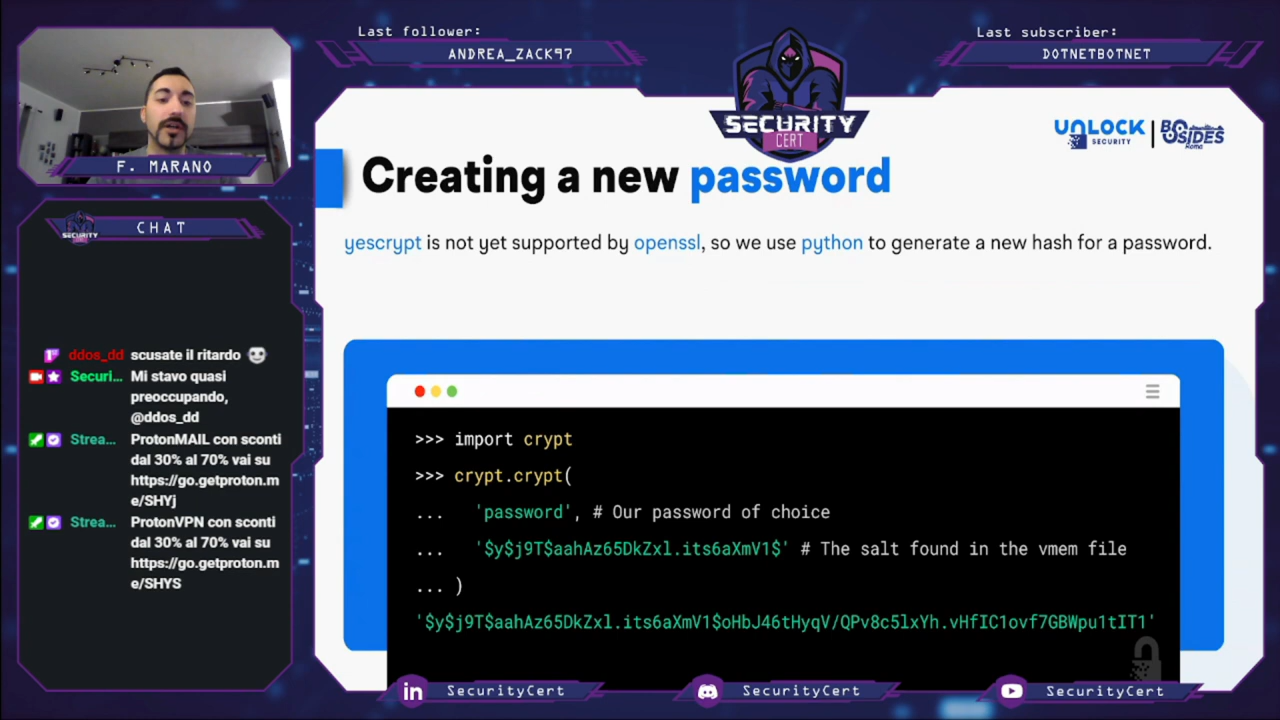 Last follower:
ANDREA_ZACK97
Last subscriber:
DOTNETBOTNET
SECURITY
CERT
F. MARANO
UNLOCK
SECURITY
BSIDES
Roma
Creating a new password
yescrypt is not yet supported by openssl, so we use python to generate a new hash for a password.
SECURITY
CHAT
ddos_dd scusate il ritardo
Securi... Mi stavo quasi
preoccupando,
@ddos_dd
Strea... ProtonMAIL con sconti
dal 30% al 70% vai su
https://go.getproton.m
e/SHYj
Strea... ProtonVPN con sconti
dal 30% al 70% vai su
https://go.getproton.m
e/SHYS
>>> import crypt
>>> crypt.crypt(
... 'password', # Our password of choice
... '$y$j9T$aahAz65DkZxl.its6aXmV1$' # The salt found in the vmem file
... )
'$y$j9T$aahAz65DkZxl.its6aXmV1$oHbJ46tHyqV/QPv8c5lxYh.vHfIC1ovf7GBWpu1tIT1'
in SecurityCert
SecurityCert
SecurityCert